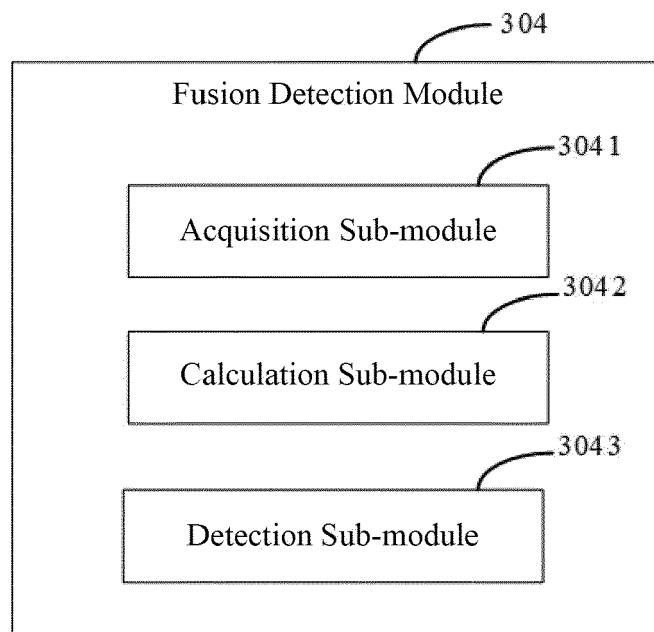 304
Fusion Detection Module
3041
Acquisition Sub-module
3042
Calculation Sub-module
3043
Detection Sub-module